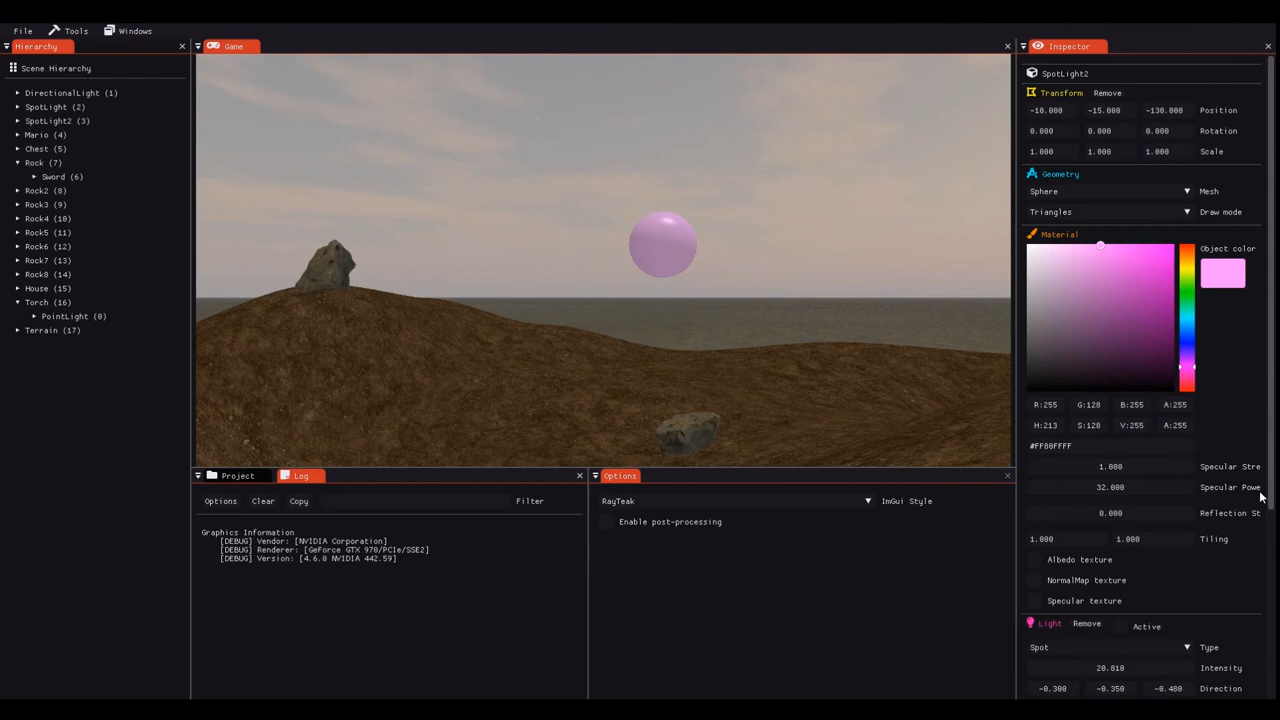 File Tools Windows
Hierarchy
Scene Hierarchy
DirectionalLight (1)
SpotLight (2)
SpotLight2 (3)
Mario (4)
Chest (5)
Rock (7)
Sword (6)
Rock2 (8)
Rock3 (9)
Rock4 (10)
Rock5 (11)
Rock6 (12)
Rock7 (13)
Rock8 (14)
House (15)
Torch (16)
PointLight (0)
Terrain (17)
Game
Project Log
Options Clear Copy Filter
Graphics Information
[DEBUG] Vendor: [NVIDIA Corporation]
[DEBUG] Renderer: [GeForce GTX 970/PCIe/SSE2]
[DEBUG] Version: [4.6.0 NVIDIA 442.59]
Options
RayTeak ImGui Style
Enable post-processing
Inspector
SpotLight2
Transform Remove
-10.000 -15.000 -130.000 Position
0.000 0.000 0.000 Rotation
1.000 1.000 1.000 Scale
Geometry
Sphere Mesh
Triangles Draw mode
Material
Object color
R:255 G:128 B:255 A:255
H:213 S:128 V:255 A:255
#FF80FFFF
1.000 Specular Stre
32.000 Specular Powe
0.000 Reflection St
1.000 1.000 Tiling
Albedo texture
NormalMap texture
Specular texture
Light Remove Active
Spot Type
20.810 Intensity
-0.300 -0.350 -0.480 Direction